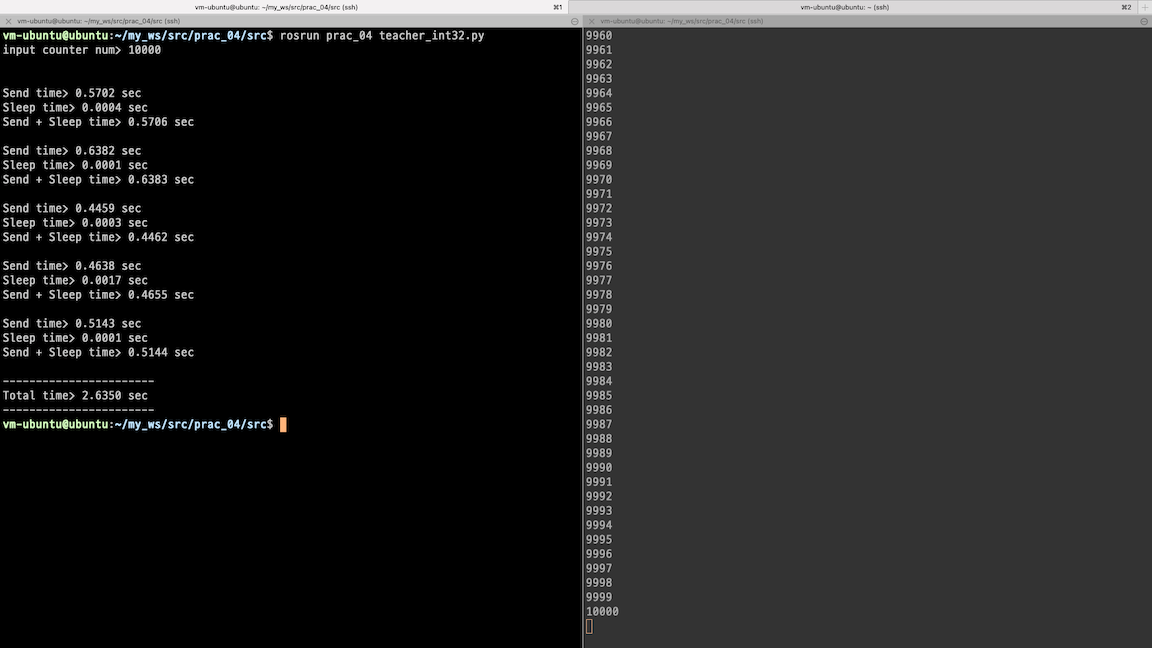 vm-ubuntu@ubuntu: ~/my_ws/src/prac_04/src (ssh)
⌘1
vm-ubuntu@ubuntu: ~ (ssh)
⌘2
vm-ubuntu@ubuntu: ~/my_ws/src/prac_04/src (ssh)
vm-ubuntu@ubuntu:~/my_ws/src/prac_04/src$ rosrun prac_04 teacher_int32.py
input counter num> 10000
Send time> 0.5702 sec
Sleep time> 0.0004 sec
Send + Sleep time> 0.5706 sec
Send time> 0.6382 sec
Sleep time> 0.0001 sec
Send + Sleep time> 0.6383 sec
Send time> 0.4459 sec
Sleep time> 0.0003 sec
Send + Sleep time> 0.4462 sec
Send time> 0.4638 sec
Sleep time> 0.0017 sec
Send + Sleep time> 0.4655 sec
Send time> 0.5143 sec
Sleep time> 0.0001 sec
Send + Sleep time> 0.5144 sec
-----------------------
Total time> 2.6350 sec
-----------------------
vm-ubuntu@ubuntu:~/my_ws/src/prac_04/src$
vm-ubuntu@ubuntu: ~/my_ws/src/prac_04/src (ssh)
9960
9961
9962
9963
9964
9965
9966
9967
9968
9969
9970
9971
9972
9973
9974
9975
9976
9977
9978
9979
9980
9981
9982
9983
9984
9985
9986
9987
9988
9989
9990
9991
9992
9993
9994
9995
9996
9997
9998
9999
10000